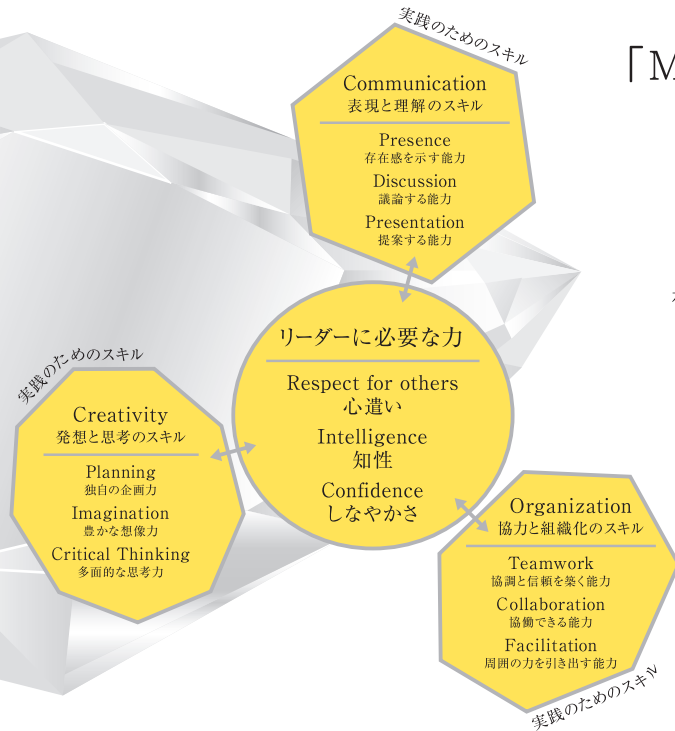 「M
実践のためのスキル
Communication
表現と理解のスキル
Presence
存在感を示す能力
Discussion
議論する能力
Presentation
提案する能力
リーダーに必要な力
Respect for others
心遣い
Intelligence
知性
Confidence
しなやかさ
実践のためのスキル
Creativity
発想と思考のスキル
Planning
独自の企画力
Imagination
豊かな想像力
Critical Thinking
多面的な思考力
Organization
協力と組織化のスキル
Teamwork
協調と信頼を築く能力
Collaboration
協働できる能力
Facilitation
周囲の力を引き出す能力
実践のためのスキル